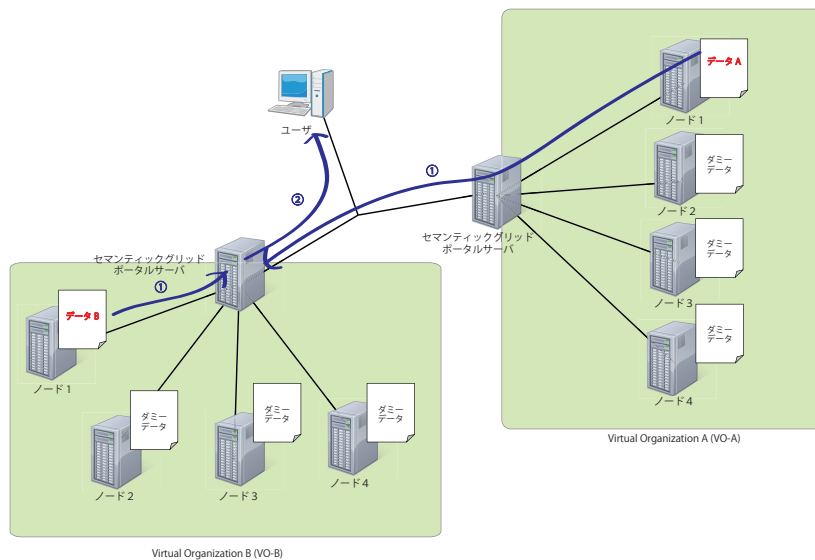 データ A
ノード 1
ダミー
データ
ノード 2
ダミー
データ
ノード 3
ダミー
データ
ノード 4
Virtual Organization A (VO-A)
ユーザ
①
②
セマンティックグリッド
ポータルサーバ
セマンティックグリッド
ポータルサーバ
①
データ B
ノード 1
ダミー
データ
ノード 2
ダミー
データ
ノード 3
ダミー
データ
ノード 4
Virtual Organization B (VO-B)